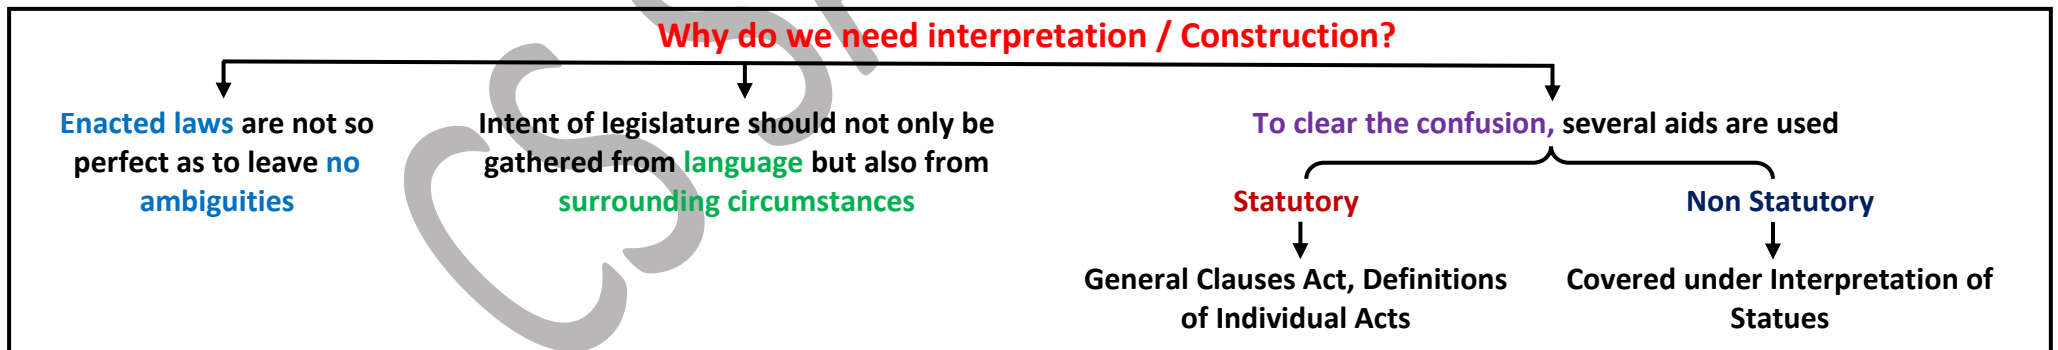 Why do we need interpretation / Construction?
Enacted laws are not so
perfect as to leave no
ambiguities
Intent of legislature should not only be
gathered from language but also from
surrounding circumstances
To clear the confusion, several aids are used
Statutory
Non Statutory
General Clauses Act, Definitions
of Individual Acts
Covered under Interpretation of
Statues